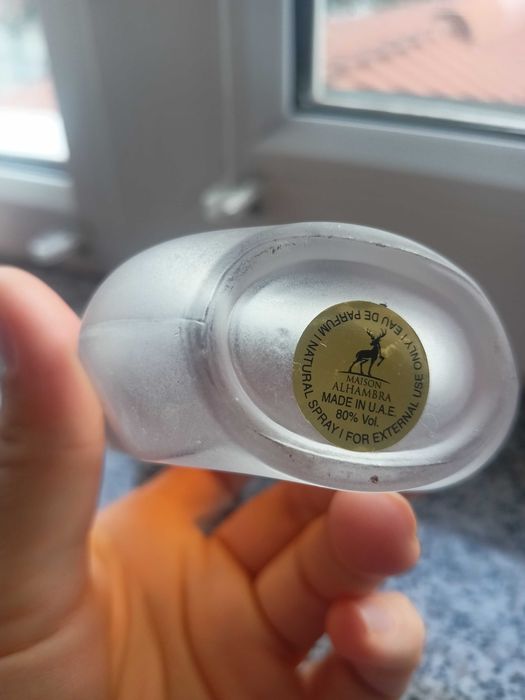 MAISON
ALHAMBRA
MADE IN U.A.E.
80% Vol.
EAU DE PARFUM | NATURAL SPRAY | FOR EXTERNAL USE ONLY |